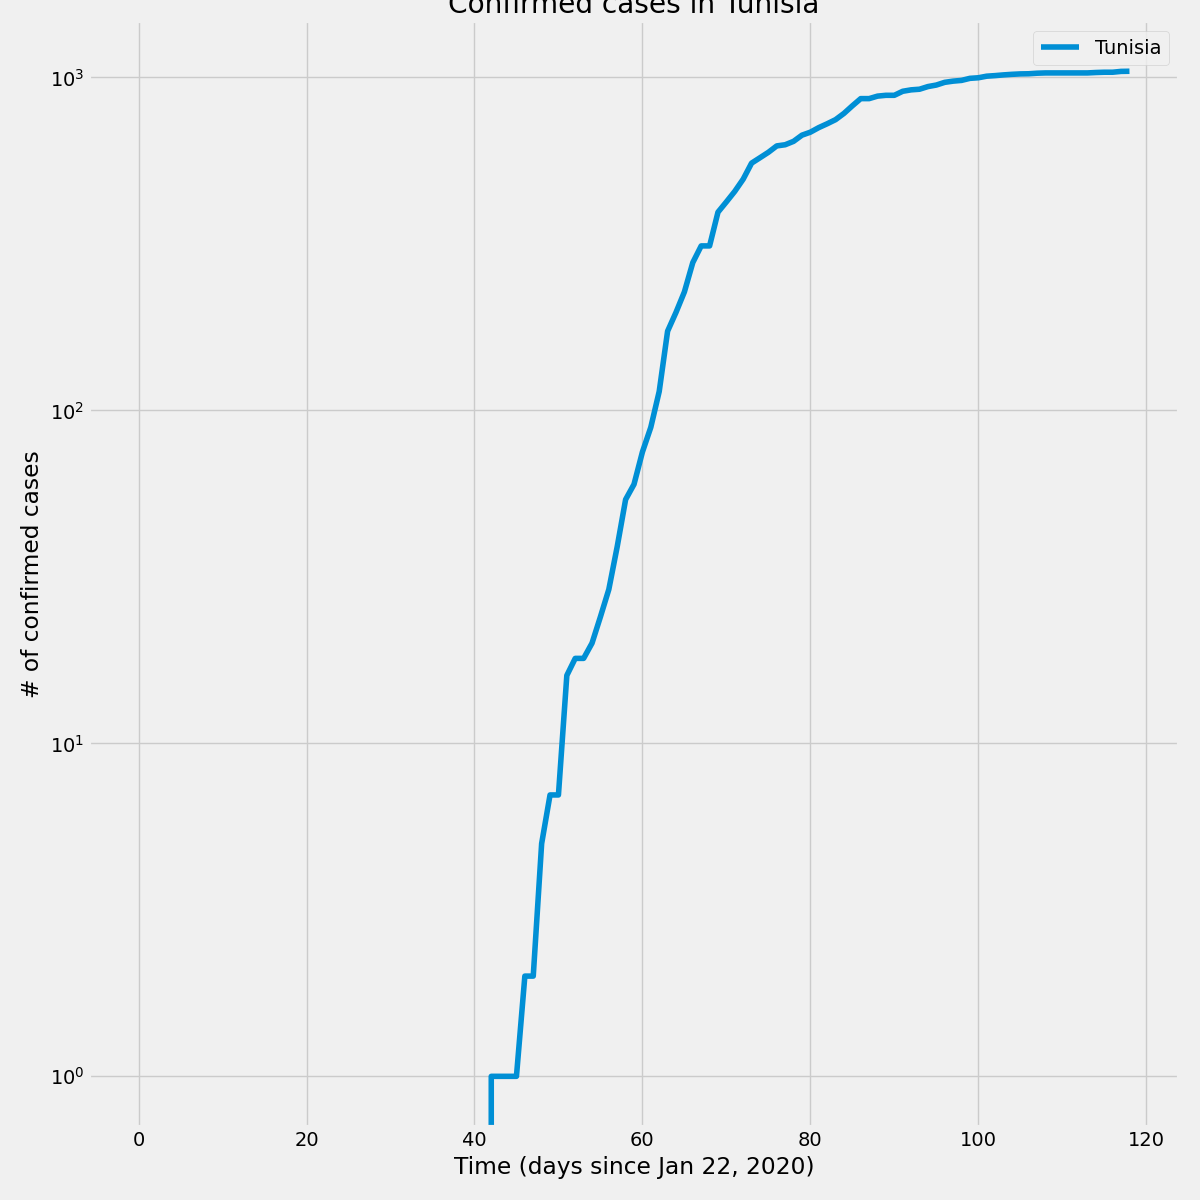 Confirmed cases in Tunisia
Tunisia
10³
10²
10¹
10⁰
# of confirmed cases
0 20 40 60 80 100 120
Time (days since Jan 22, 2020)